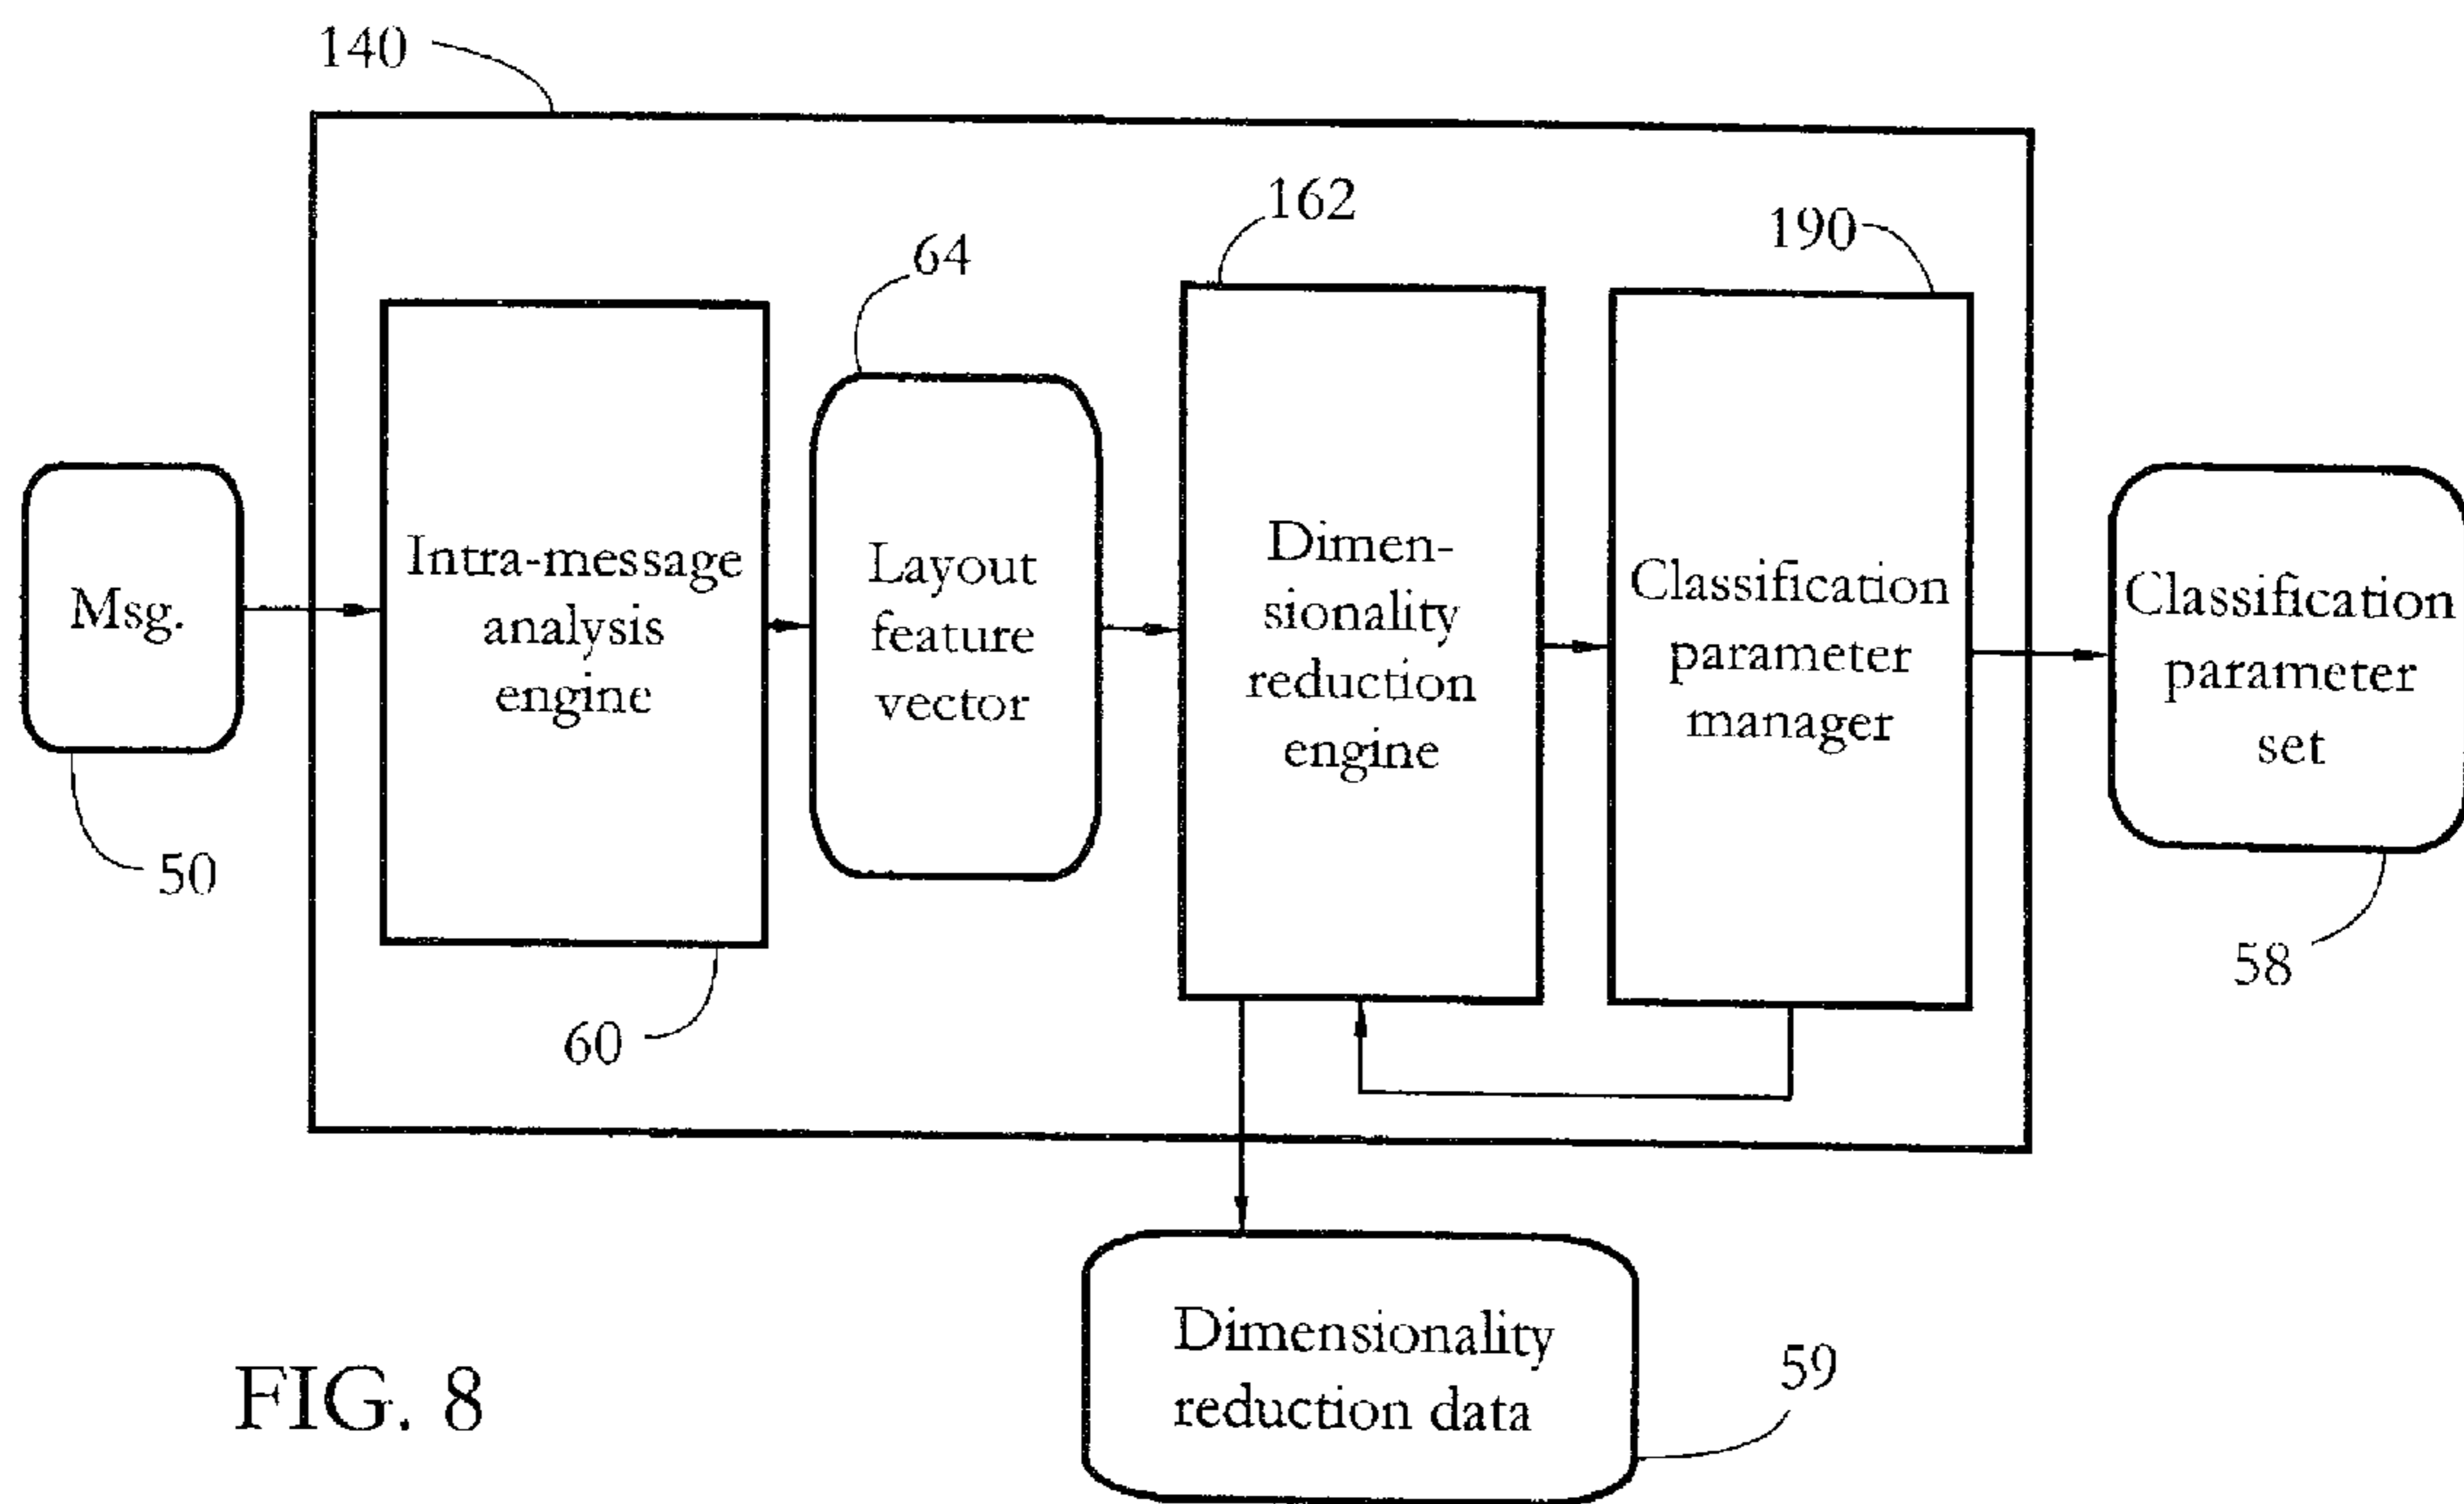 140
162
190
64
Msg.
Intra-message
analysis
engine
Layout
feature
vector
Dimen-
sionality
reduction
engine
Classification
parameter
manager
Classification
parameter
set
50
60
58
Dimensionality
reduction data
59
FIG. 8